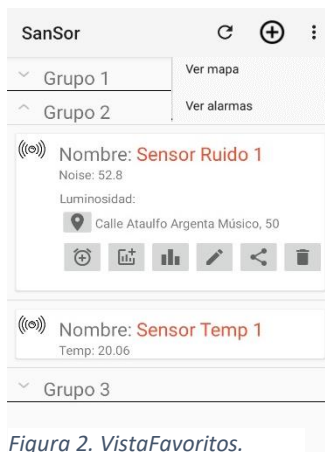 SanSor
Ver mapa
Grupo 1
Ver alarmas
Grupo 2
Nombre: Sensor Ruido 1
Noise: 52.8
Luminosidad:
Calle Ataulfo Argenta Músico, 50
Nombre: Sensor Temp 1
Temp: 20.06
Grupo 3
Figura 2. VistaFavoritos.